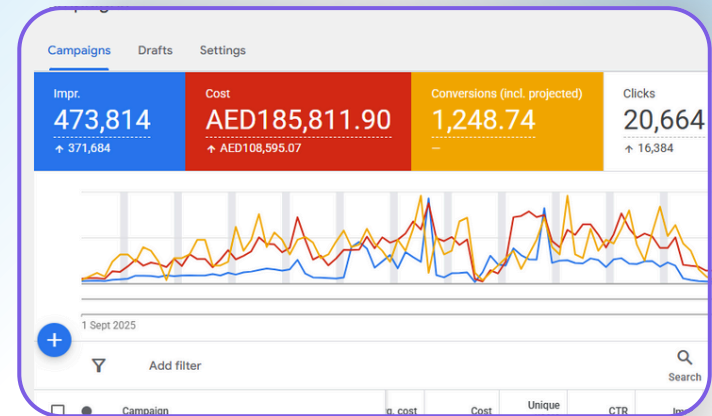 Campaigns Drafts Settings
Impr. Cost Conversions (incl. projected) Clicks
473,814 AED185,811.90 1,248.74 20,664
↑ 371,684 ↑ AED108,595.07 — ↑ 16,384
1 Sept 2025
Add filter
Search
Campaign cost Cost Unique CTR